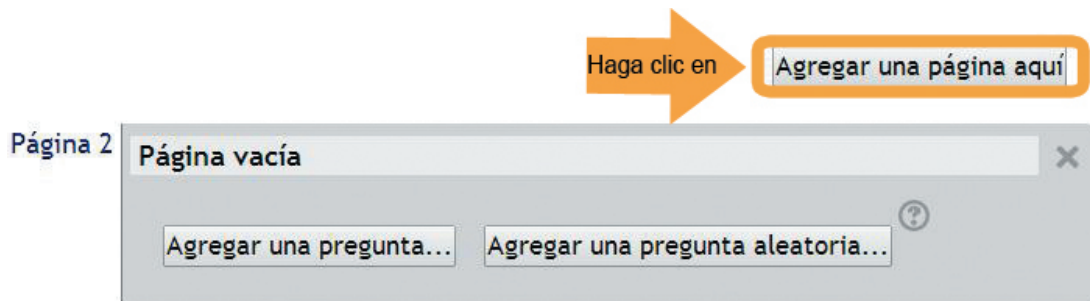 Haga clic en
Agregar una página aquí
Página 2
Página vacía
Agregar una pregunta...
Agregar una pregunta aleatoria...
?